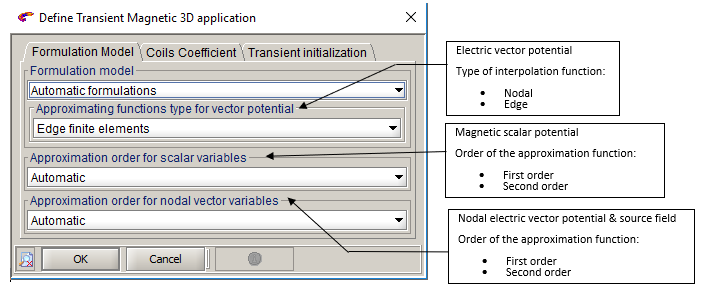 Define Transient Magnetic 3D application
Formulation Model
Coils Coefficient
Transient initialization
Formulation model
Automatic formulations
Approximating functions type for vector potential
Edge finite elements
Approximation order for scalar variables
Automatic
Approximation order for nodal vector variables
Automatic
OK
Cancel
Electric vector potential
Type of interpolation function:
• Nodal
• Edge
Magnetic scalar potential
Order of the approximation function:
• First order
• Second order
Nodal electric vector potential & source field
Order of the approximation function:
• First order
• Second order